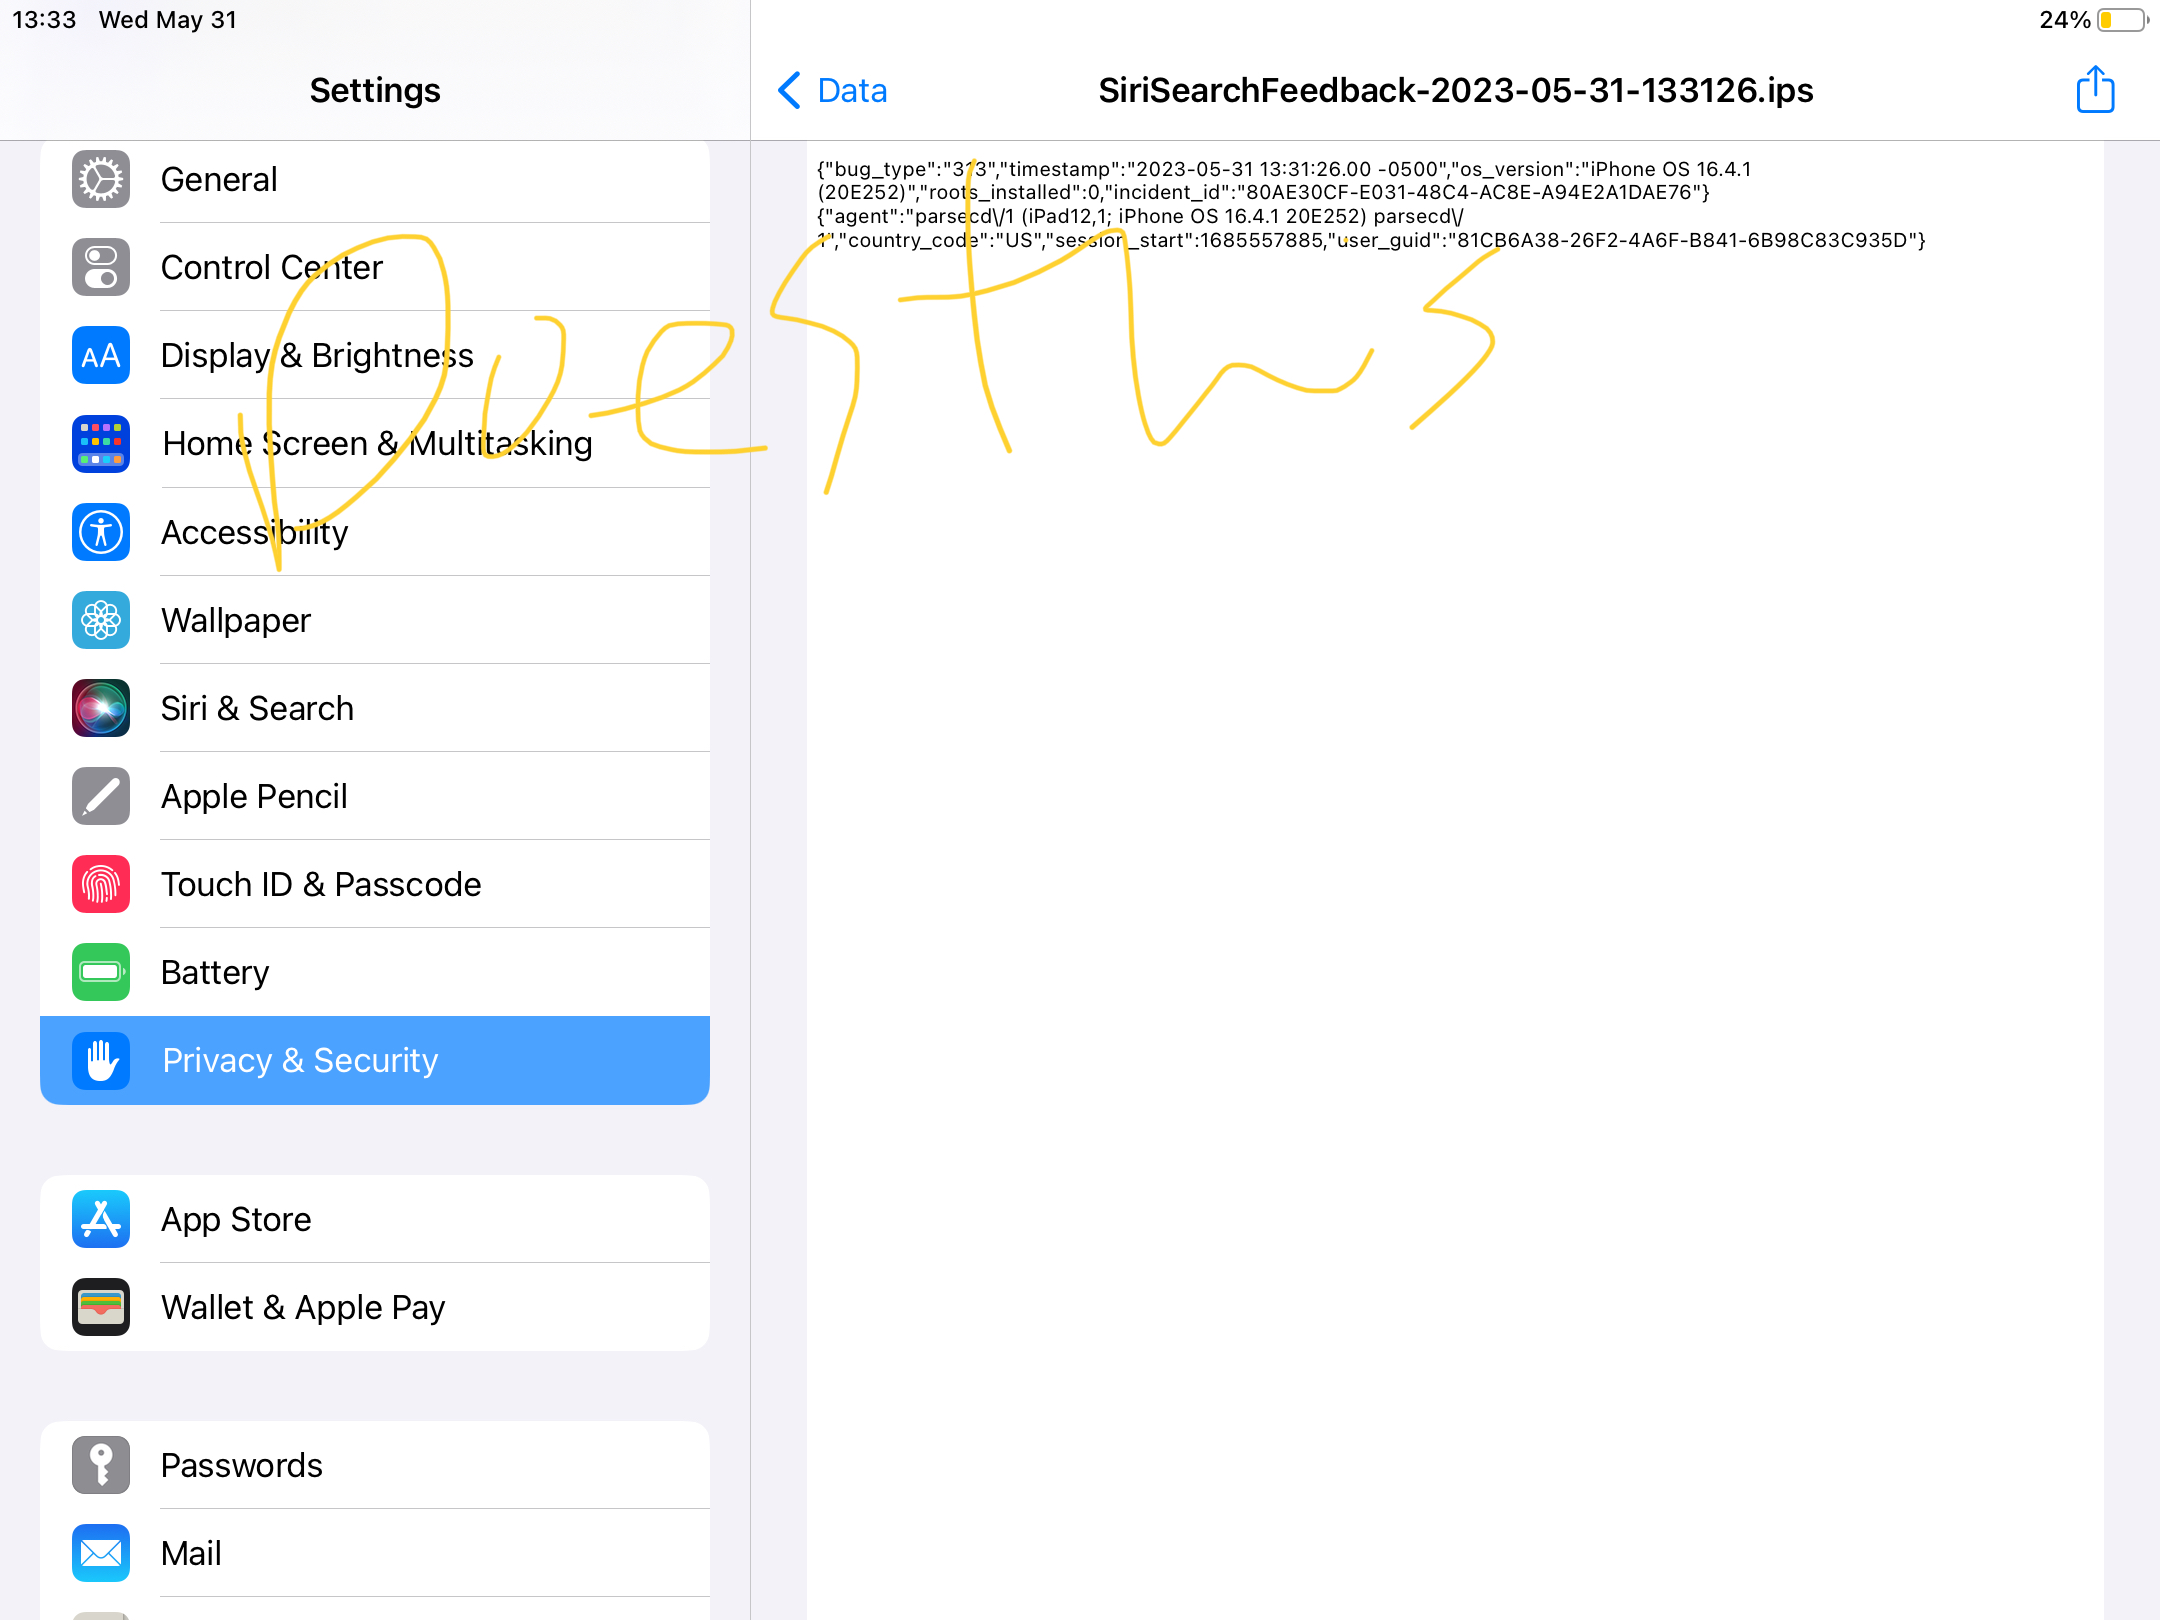 13:33 Wed May 31
24%
Settings
Data
SiriSearchFeedback-2023-05-31-133126.ips
General
Control Center
Display & Brightness
Home Screen & Multitasking
Accessibility
Wallpaper
Siri & Search
Apple Pencil
Touch ID & Passcode
Battery
Privacy & Security
App Store
Wallet & Apple Pay
Passwords
Mail
{"bug_type":"313","timestamp":"2023-05-31 13:31:26.00 -0500","os_version":"iPhone OS 16.4.1
(20E252)","roots_installed":0,"incident_id":"80AE30CF-E031-48C4-AC8E-A94E2A1DAE76"}
{"agent":"parsecd\/1 (iPad12,1; iPhone OS 16.4.1 20E252) parsecd\/
1","country_code":"US","session_start":1685557885,"user_guid":"81CB6A38-26F2-4A6F-B841-6B98C83C935D"}
Does this